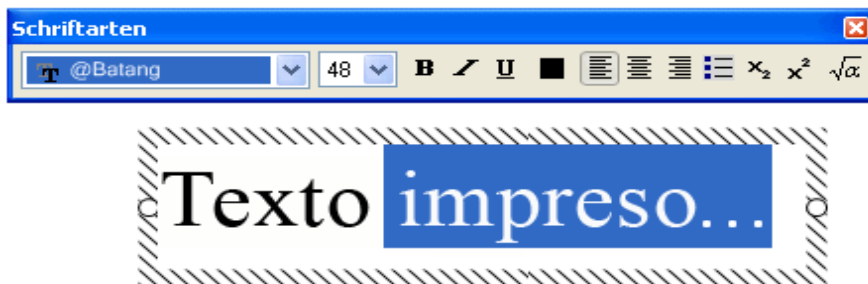 Schriftarten
@Batang 48 B I U x₂ x² √α
Texto impreso...